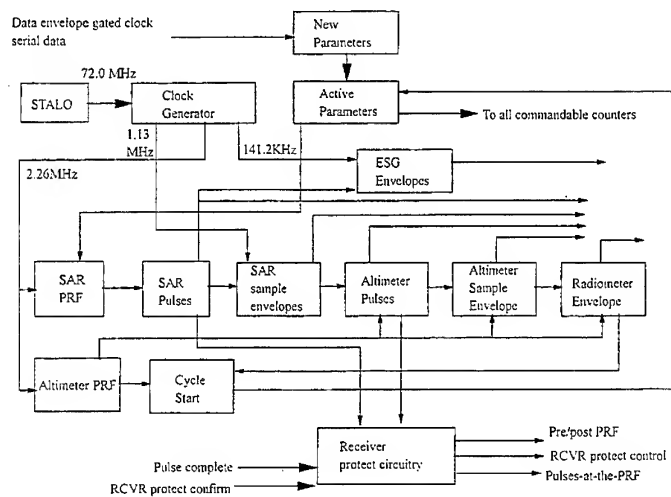 Data envelope gated clock
serial data
New
Parameters
72.0 MHz
STALO
Clock
Generator
Active
Parameters
To all commandable counters
1.13
MHz
141.2KHz
ESG
Envelopes
2.26MHz
SAR
PRF
SAR
Pulses
SAR
sample
envelopes
Altimeter
Pulses
Altimeter
Sample
Envelope
Radiometer
Envelope
Altimeter PRF
Cycle
Start
Receiver
protect circuitry
Pre/post PRF
RCVR protect control
Pulses-at-the-PRF
Pulse complete
RCVR protect confirm